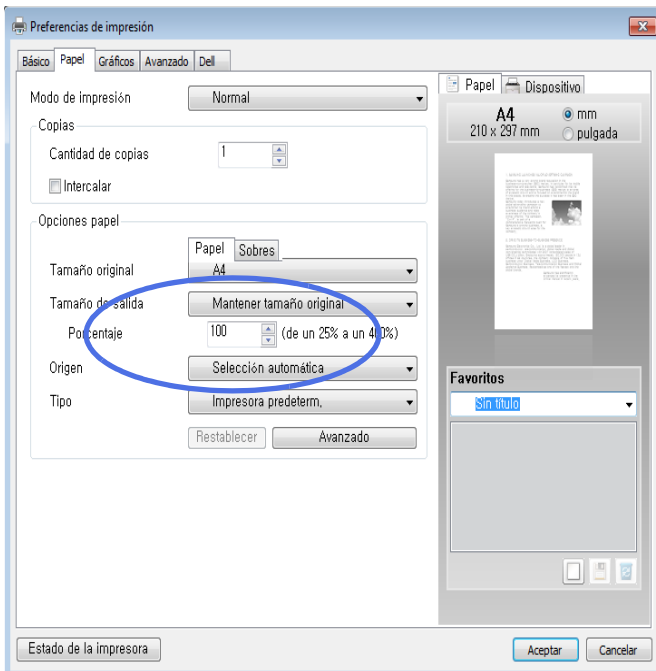 Preferencias de impresión
Básico Papel Gráficos Avanzado Dell
Modo de impresión Normal
Copias
Cantidad de copias 1
Intercalar
Opciones papel
Papel Sobres
Tamaño original A4
Tamaño de salida Mantener tamaño original
Porcentaje 100 (de un 25% a un 400%)
Origen Selección automática
Tipo Impresora predeterm.
Restablecer Avanzado
Papel Dispositivo
A4
210 x 297 mm
mm
pulgada
Favoritos
Sin título
Estado de la impresora Aceptar Cancelar